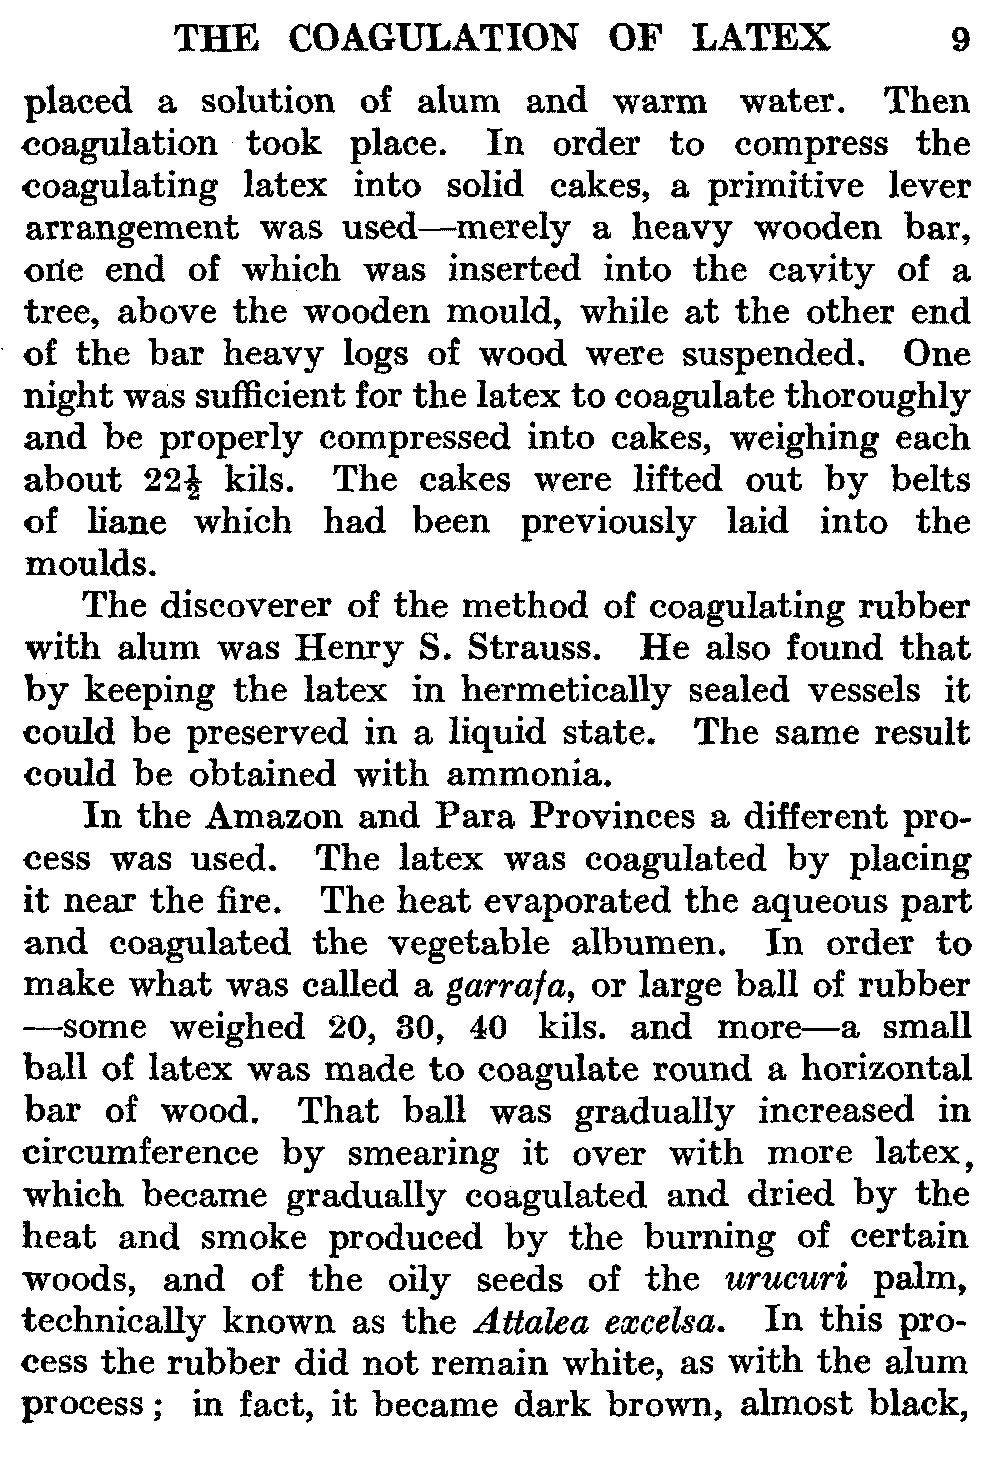 THE COAGULATION OF LATEX 9
placed a solution of alum and warm water. Then
coagulation took place. In order to compress the
coagulating latex into solid cakes, a primitive lever
arrangement was used—merely a heavy wooden bar,
one end of which was inserted into the cavity of a
tree, above the wooden mould, while at the other end
of the bar heavy logs of wood were suspended. One
night was sufficient for the latex to coagulate thoroughly
and be properly compressed into cakes, weighing each
about 22½ kils. The cakes were lifted out by belts
of liane which had been previously laid into the
moulds.
The discoverer of the method of coagulating rubber
with alum was Henry S. Strauss. He also found that
by keeping the latex in hermetically sealed vessels it
could be preserved in a liquid state. The same result
could be obtained with ammonia.
In the Amazon and Para Provinces a different pro-
cess was used. The latex was coagulated by placing
it near the fire. The heat evaporated the aqueous part
and coagulated the vegetable albumen. In order to
make what was called a garrafa, or large ball of rubber
—some weighed 20, 30, 40 kils. and more—a small
ball of latex was made to coagulate round a horizontal
bar of wood. That ball was gradually increased in
circumference by smearing it over with more latex,
which became gradually coagulated and dried by the
heat and smoke produced by the burning of certain
woods, and of the oily seeds of the urucuri palm,
technically known as the Attalea excelsa. In this pro-
cess the rubber did not remain white, as with the alum
process ; in fact, it became dark brown, almost black,